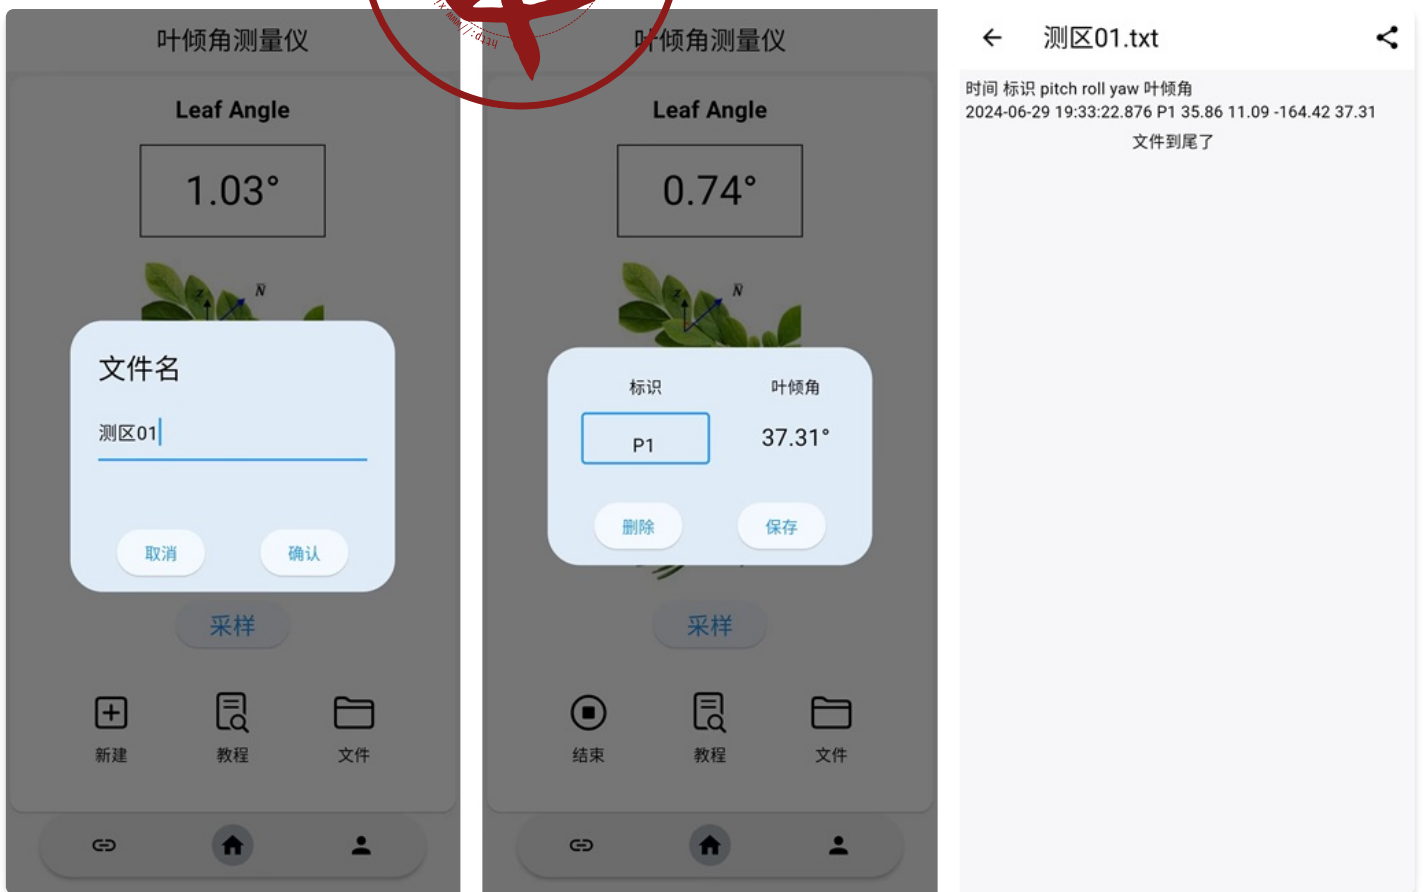 叶倾角测量仪
Leaf Angle
1.03°
Z N
文件名
测区01
取消 确认
采样
新建 教程 文件
叶倾角测量仪
Leaf Angle
0.74°
Z N
标识 叶倾角
P1 37.31°
删除 保存
采样
结束 教程 文件
测区01.txt
时间 标识 pitch roll yaw 叶倾角
2024-06-29 19:33:22.876 P1 35.86 11.09 -164.42 37.31
文件到尾了